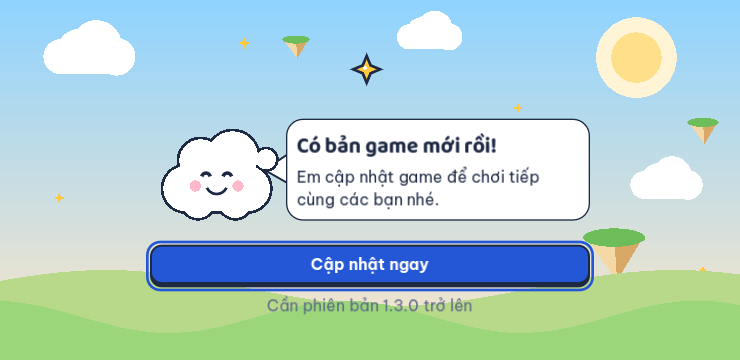 Có bản game mới rồi!
Em cập nhật game để chơi tiếp
cùng các bạn nhé.
Cập nhật ngay
Cần phiên bản 1.3.0 trở lên